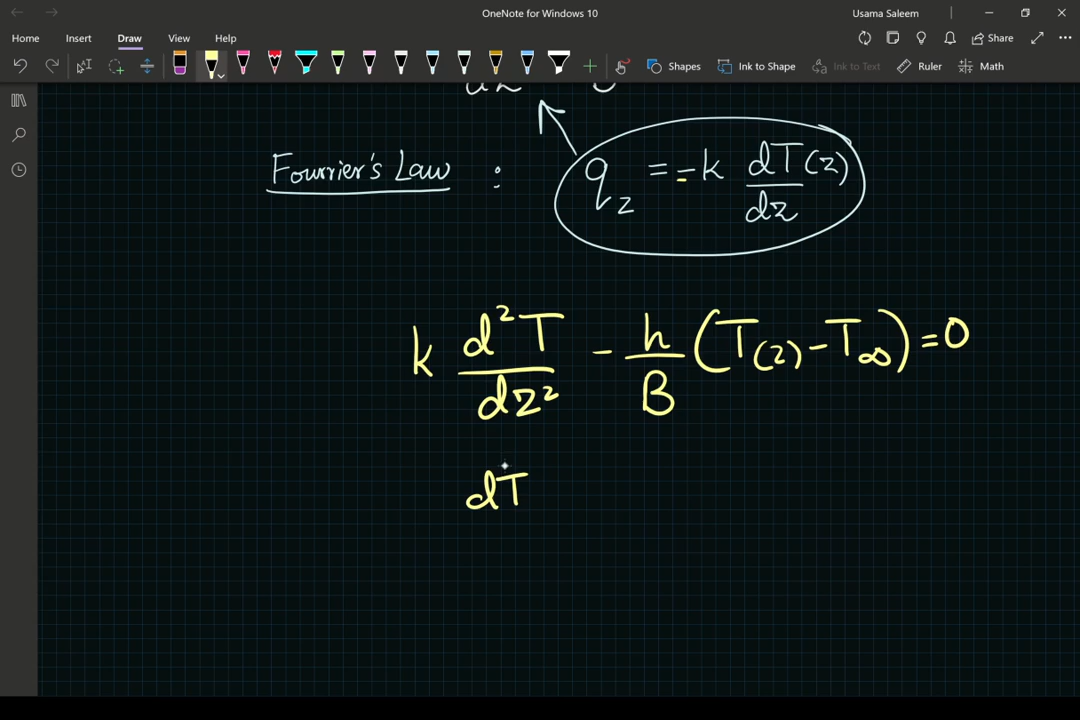 OneNote for Windows 10
Usama Saleem
Home Insert Draw View Help
Share
Shapes Ink to Shape Ink to Text Ruler Math
Fourrier's Law : q_z = -k dT(z)/dz
k d²T/dz² - h/B (T(z) - T∞) = 0
dT